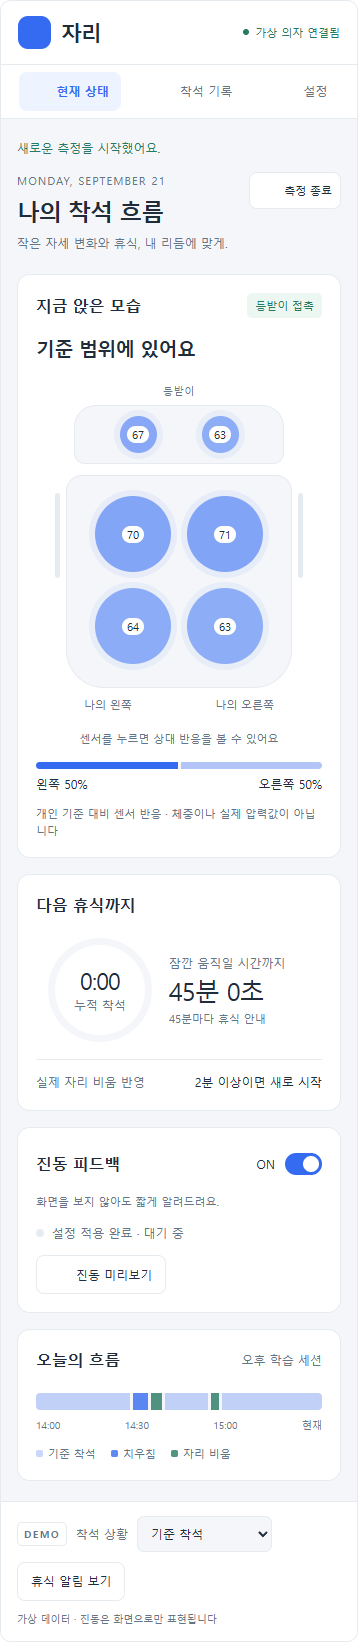 자리
가상 의자 연결됨
현재 상태
착석 기록
설정
새로운 측정을 시작했어요.
MONDAY, SEPTEMBER 21
측정 종료
나의 착석 흐름
작은 자세 변화와 휴식, 내 리듬에 맞게.
지금 앉은 모습
등받이 접촉
기준 범위에 있어요
등받이
67
63
70
71
64
63
나의 왼쪽
나의 오른쪽
센서를 누르면 상대 반응을 볼 수 있어요
왼쪽 50%
오른쪽 50%
개인 기준 대비 센서 반응 · 체중이나 실제 압력값이 아닙
니다
다음 휴식까지
0:00
누적 착석
잠깐 움직일 시간까지
45분 0초
45분마다 휴식 안내
실제 자리 비움 반영
2분 이상이면 새로 시작
진동 피드백
ON
화면을 보지 않아도 짧게 알려드려요.
설정 적용 완료 · 대기 중
진동 미리보기
오늘의 흐름
오후 학습 세션
14:00
14:30
15:00
현재
기준 착석
치우침
자리 비움
DEMO
착석 상황
기준 착석
휴식 알림 보기
가상 데이터 · 진동은 화면으로만 표현됩니다